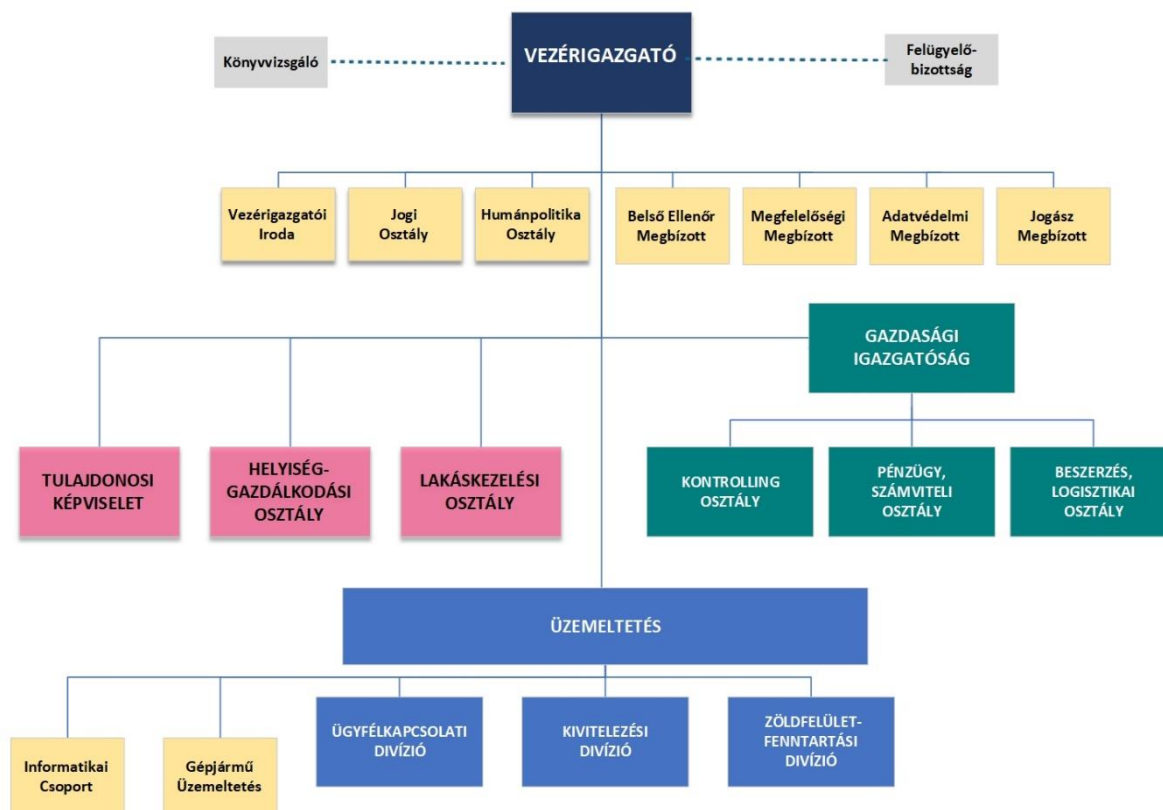 Könyvvizsgáló
VEZÉRIGAZGATÓ
Felügyelő-
bizottság
Vezérigazgatói
Iroda
Jogi
Osztály
Humánpolitika
Osztály
Belső Ellenőr
Megbízott
Megfelelőségi
Megbízott
Adatvédelmi
Megbízott
Jogász
Megbízott
GAZDASÁGI
IGAZGATÓSÁG
TULAJDONOSI
KÉPVISELET
HELYISÉG-
GAZDÁLKODÁSI
OSZTÁLY
LAKÁSKEZELÉSI
OSZTÁLY
KONTROLLING
OSZTÁLY
PÉNZÜGY,
SZÁMVITELI
OSZTÁLY
BESZERZÉS,
LOGISZTIKAI
OSZTÁLY
ÜZEMELTETÉS
Informatikai
Csoport
Gépjármű
Üzemeltetés
ÜGYFÉLKAPCSOLATI
DIVÍZIÓ
KIVITELEZÉSI
DIVÍZIÓ
ZÖLDFELÜLET-
FENNTARTÁSI
DIVÍZIÓ